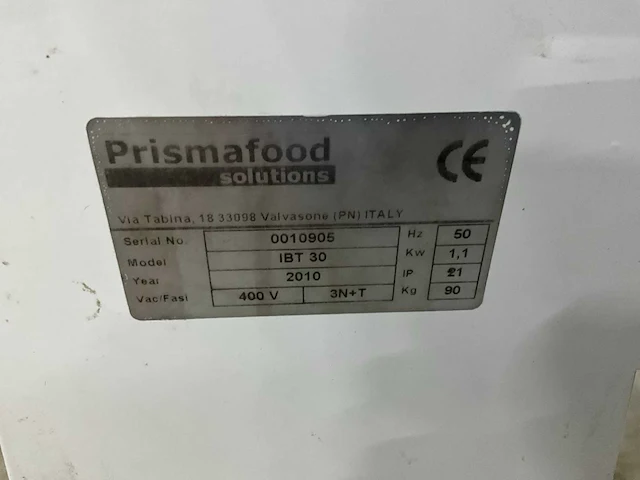 Prismafood
solutions
CE
Via Tabina, 18 33098 Valvasone (PN) ITALY
Serial No. 0010905 Hz 50
Model IBT 30 Kw 1,1
Year 2010 IP 21
Vac/Fasi 400 V 3N+T Kg 90